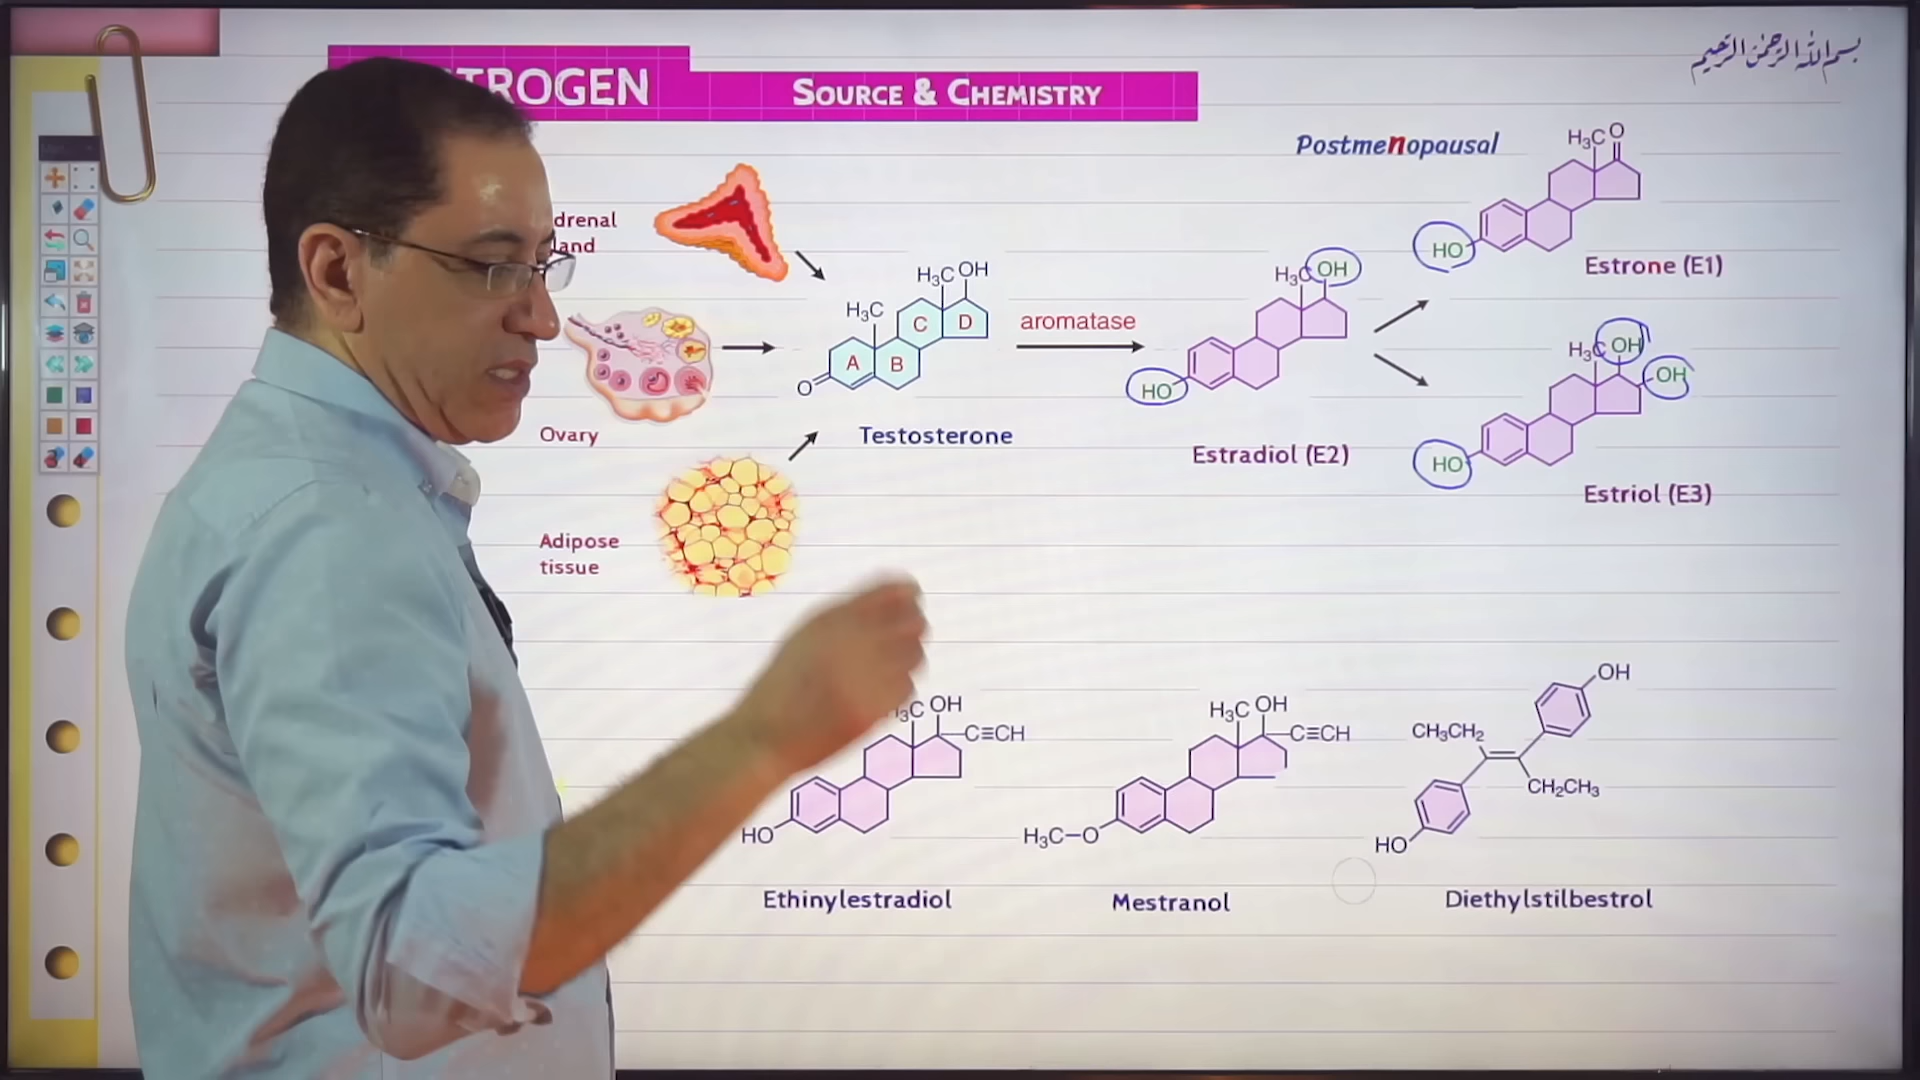 TROGEN
SOURCE & CHEMISTRY
بسم الله الرحمن الرحيم
Postmenopausal
H₃C O
HO
Estrone (E1)
drenal
land
H₃C OH
H₃C
A B C D
O
Testosterone
aromatase
H₃C OH
HO
Estradiol (E2)
H₃C OH
OH
HO
Estriol (E3)
Ovary
Adipose
tissue
₃C OH
C≡CH
HO
Ethinylestradiol
H₃C OH
C≡CH
H₃C–O
Mestranol
OH
CH₃CH₂
CH₂CH₃
HO
Diethylstilbestrol